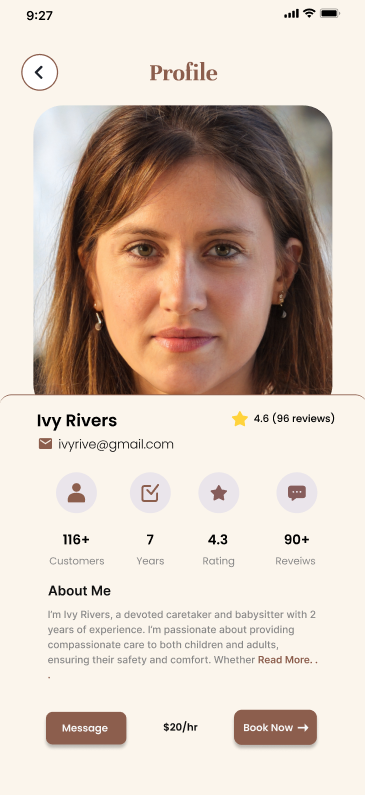 9:27
Profile
Ivy Rivers
4.6 (96 reviews)
ivyrive@gmail.com
116+ 7 4.3 90+
Customers Years Rating Reveiws
About Me
I'm Ivy Rivers, a devoted caretaker and babysitter with 2
years of experience. I'm passionate about providing
compassionate care to both children and adults,
ensuring their safety and comfort. Whether Read More. .
.
Message $20/hr Book Now →